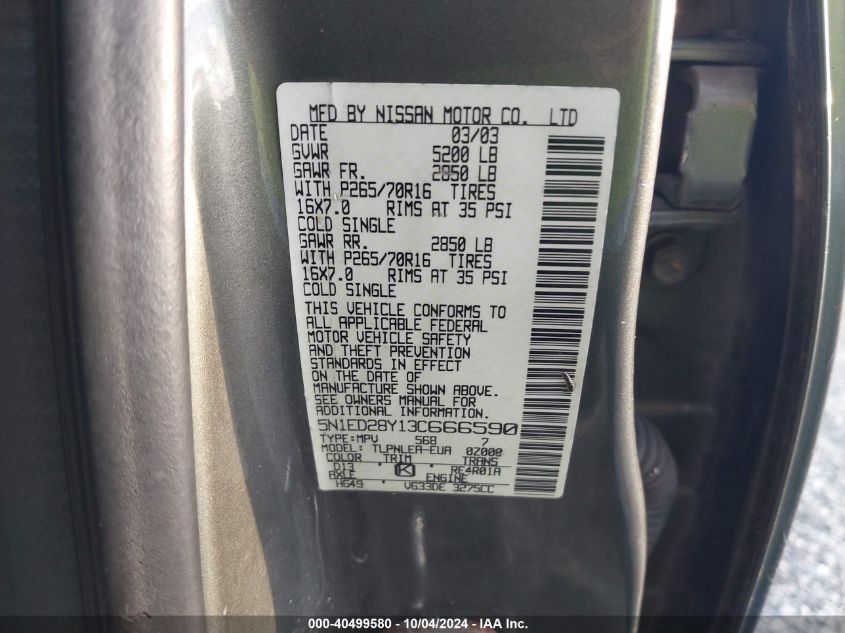 MFD BY NISSAN MOTOR CO. LTD
DATE 03/03
GVWR 5200 LB
GAWR FR. 2850 LB
WITH P265/70R16 TIRES
16X7.0 RIMS AT 35 PSI
COLD SINGLE
GAWR RR. 2850 LB
WITH P265/70R16 TIRES
16X7.0 RIMS AT 35 PSI
COLD SINGLE
THIS VEHICLE CONFORMS TO
ALL APPLICABLE FEDERAL
MOTOR VEHICLE SAFETY
AND THEFT PREVENTION
STANDARDS IN EFFECT
ON THE DATE OF
MANUFACTURE SHOWN ABOVE.
SEE OWNERS MANUAL FOR
ADDITIONAL INFORMATION
5N1ED28Y13C666590
TYPE:MPV 568 7
MODEL: TLPNLEA-EUA 0Z000
COLOR TRIM TRANS
D13 K RE4R01A
AXLE ENGINE
HG49 VG33DE 3275CC
000-40499580 - 10/04/2024 - IAA Inc.